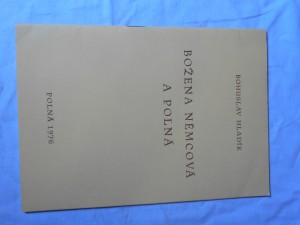 BOHUSLAV HLADÍK
BOŽENA NĚMCOVÁ
A POLNÁ
POLNÁ 1976